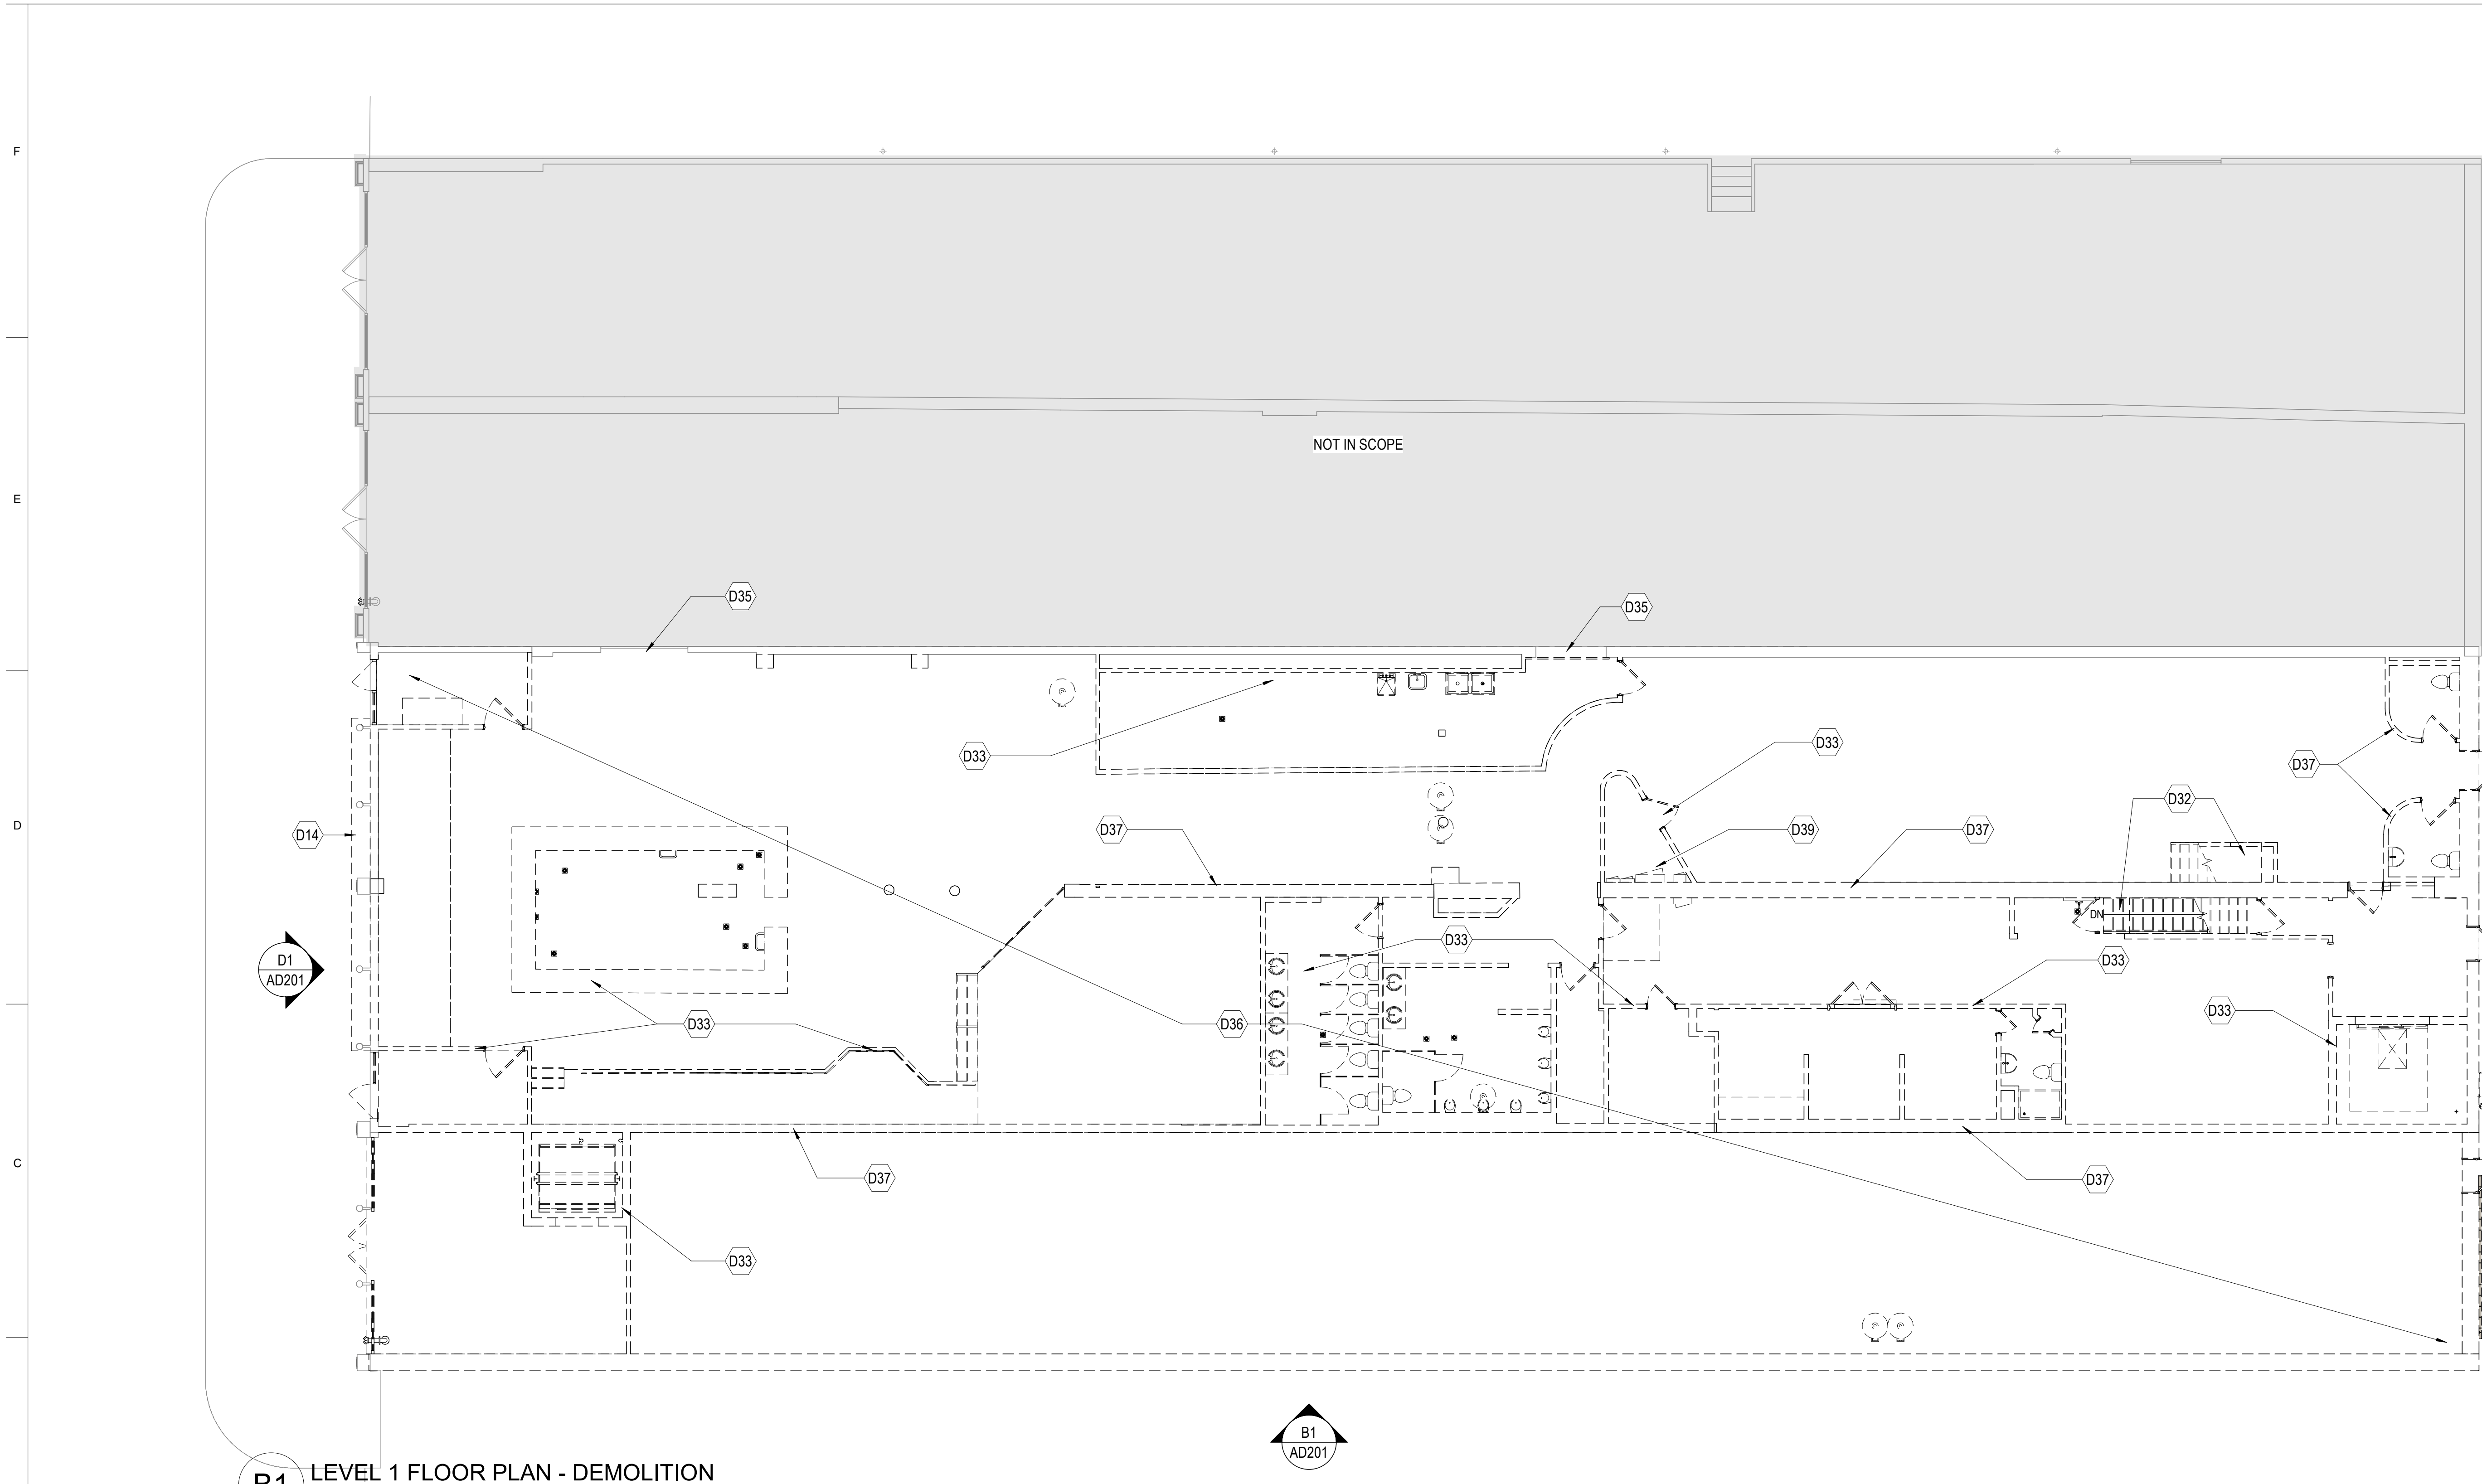 F
E
NOT IN SCOPE
D35
D35
D33
D33
D37
D32
D14
D37
D39
D37
D
DN
D33
D33
D1
AD201
D33
D36
D33
C
D37
D37
D33
B1
AD201
B1
LEVEL 1 FLOOR PLAN - DEMOLITION